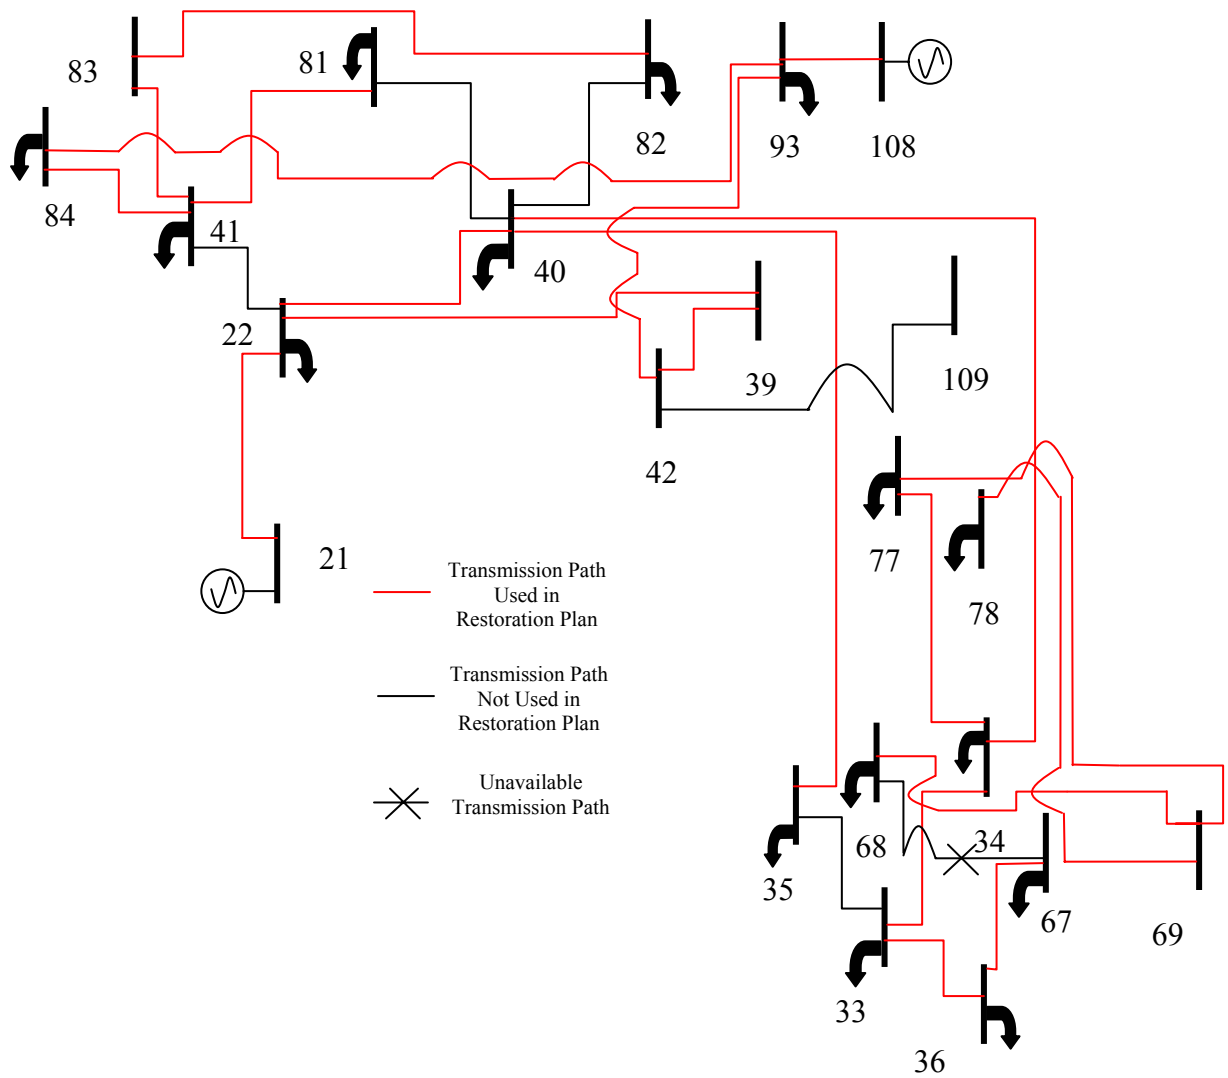 83
81
82
93
108
84
41
40
22
39
109
42
77
21
78
Transmission Path
Used in
Restoration Plan
Transmission Path
Not Used in
Restoration Plan
Unavailable
Transmission Path
68
34
35
67
69
33
36